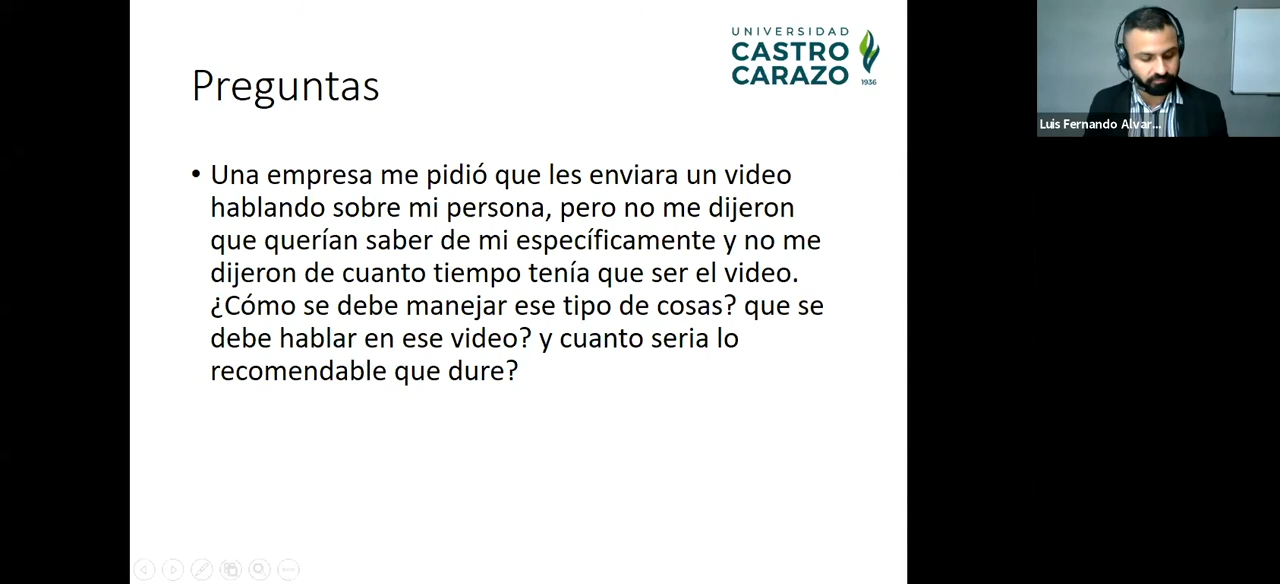 UNIVERSIDAD
CASTRO
CARAZO
1936
Preguntas
• Una empresa me pidió que les enviara un video
hablando sobre mi persona, pero no me dijeron
que querían saber de mi específicamente y no me
dijeron de cuanto tiempo tenía que ser el video.
¿Cómo se debe manejar ese tipo de cosas? que se
debe hablar en ese video? y cuanto seria lo
recomendable que dure?
Luis Fernando Alvar...